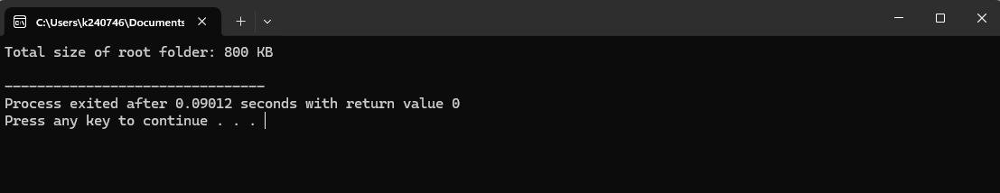 C:\Users\k240746\Documents
Total size of root folder: 800 KB
--------------------------------
Process exited after 0.09012 seconds with return value 0
Press any key to continue . . .